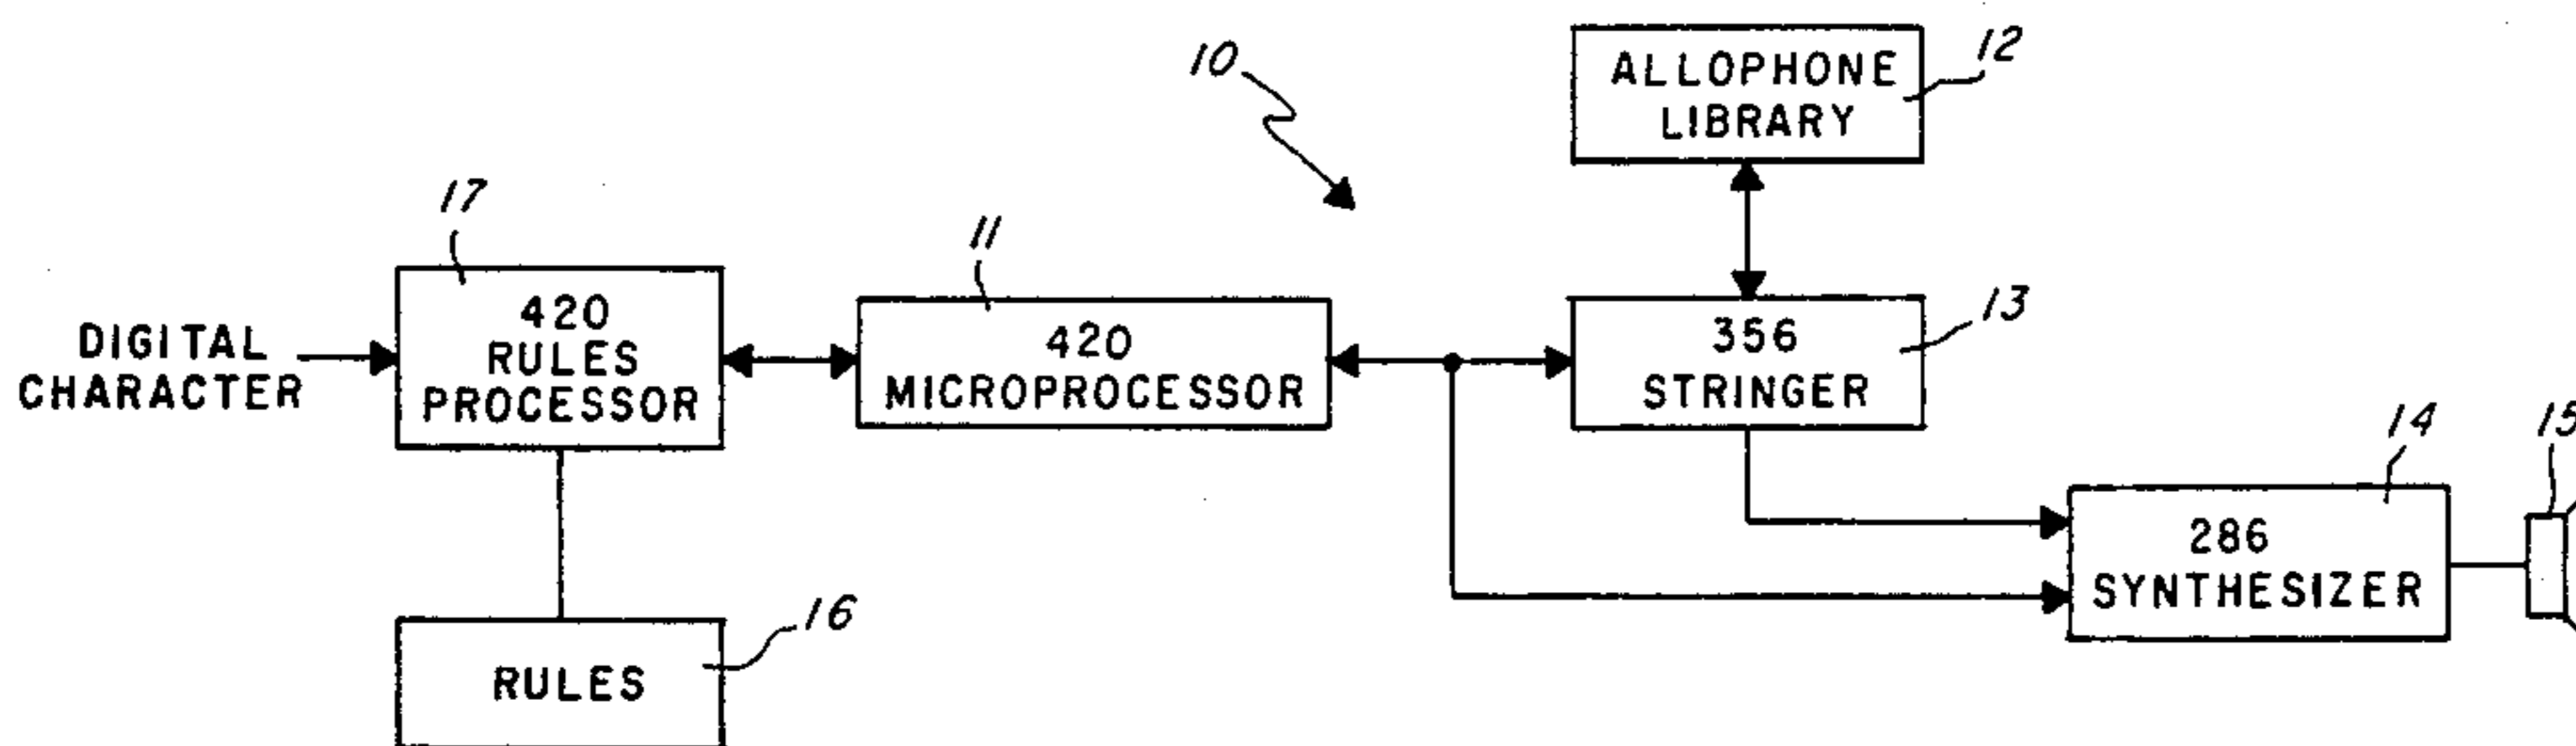 10
ALLOPHONE
LIBRARY
12
17
11
DIGITAL
CHARACTER
420
RULES
PROCESSOR
420
MICROPROCESSOR
356
STRINGER
13
14
15
286
SYNTHESIZER
RULES
16